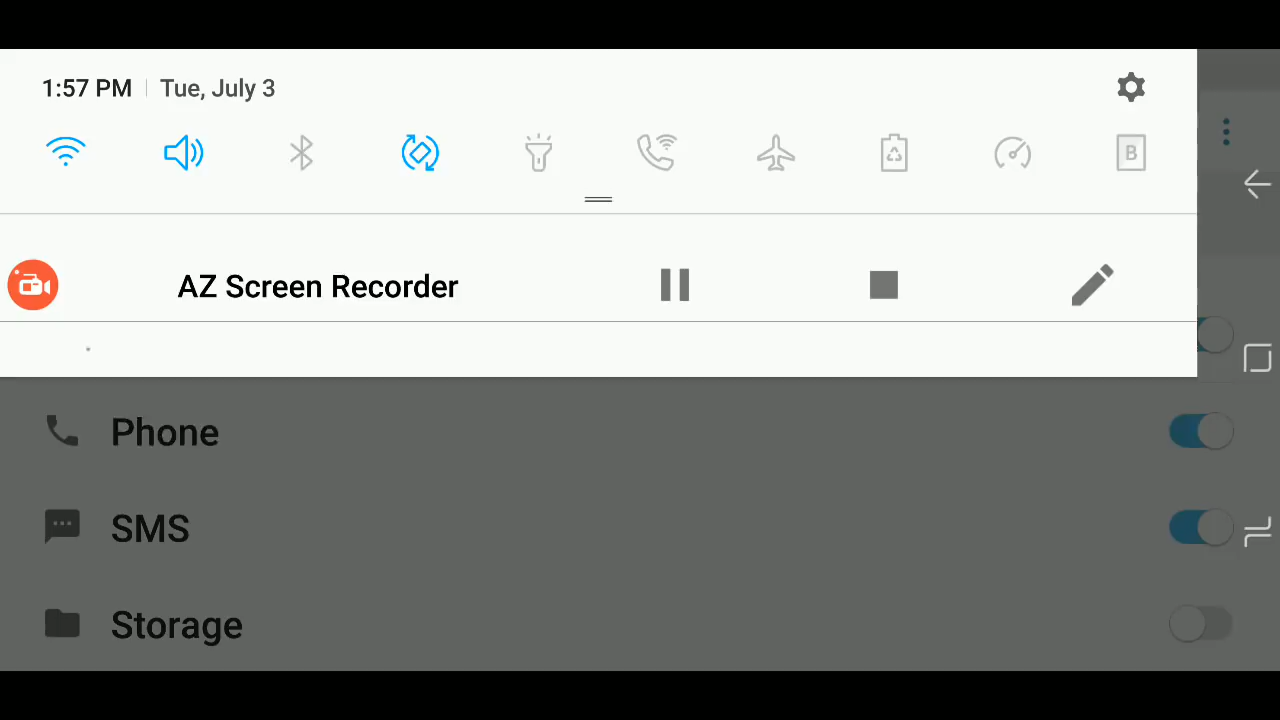 1:57 PM Tue, July 3
B
AZ Screen Recorder
Phone
SMS
Storage